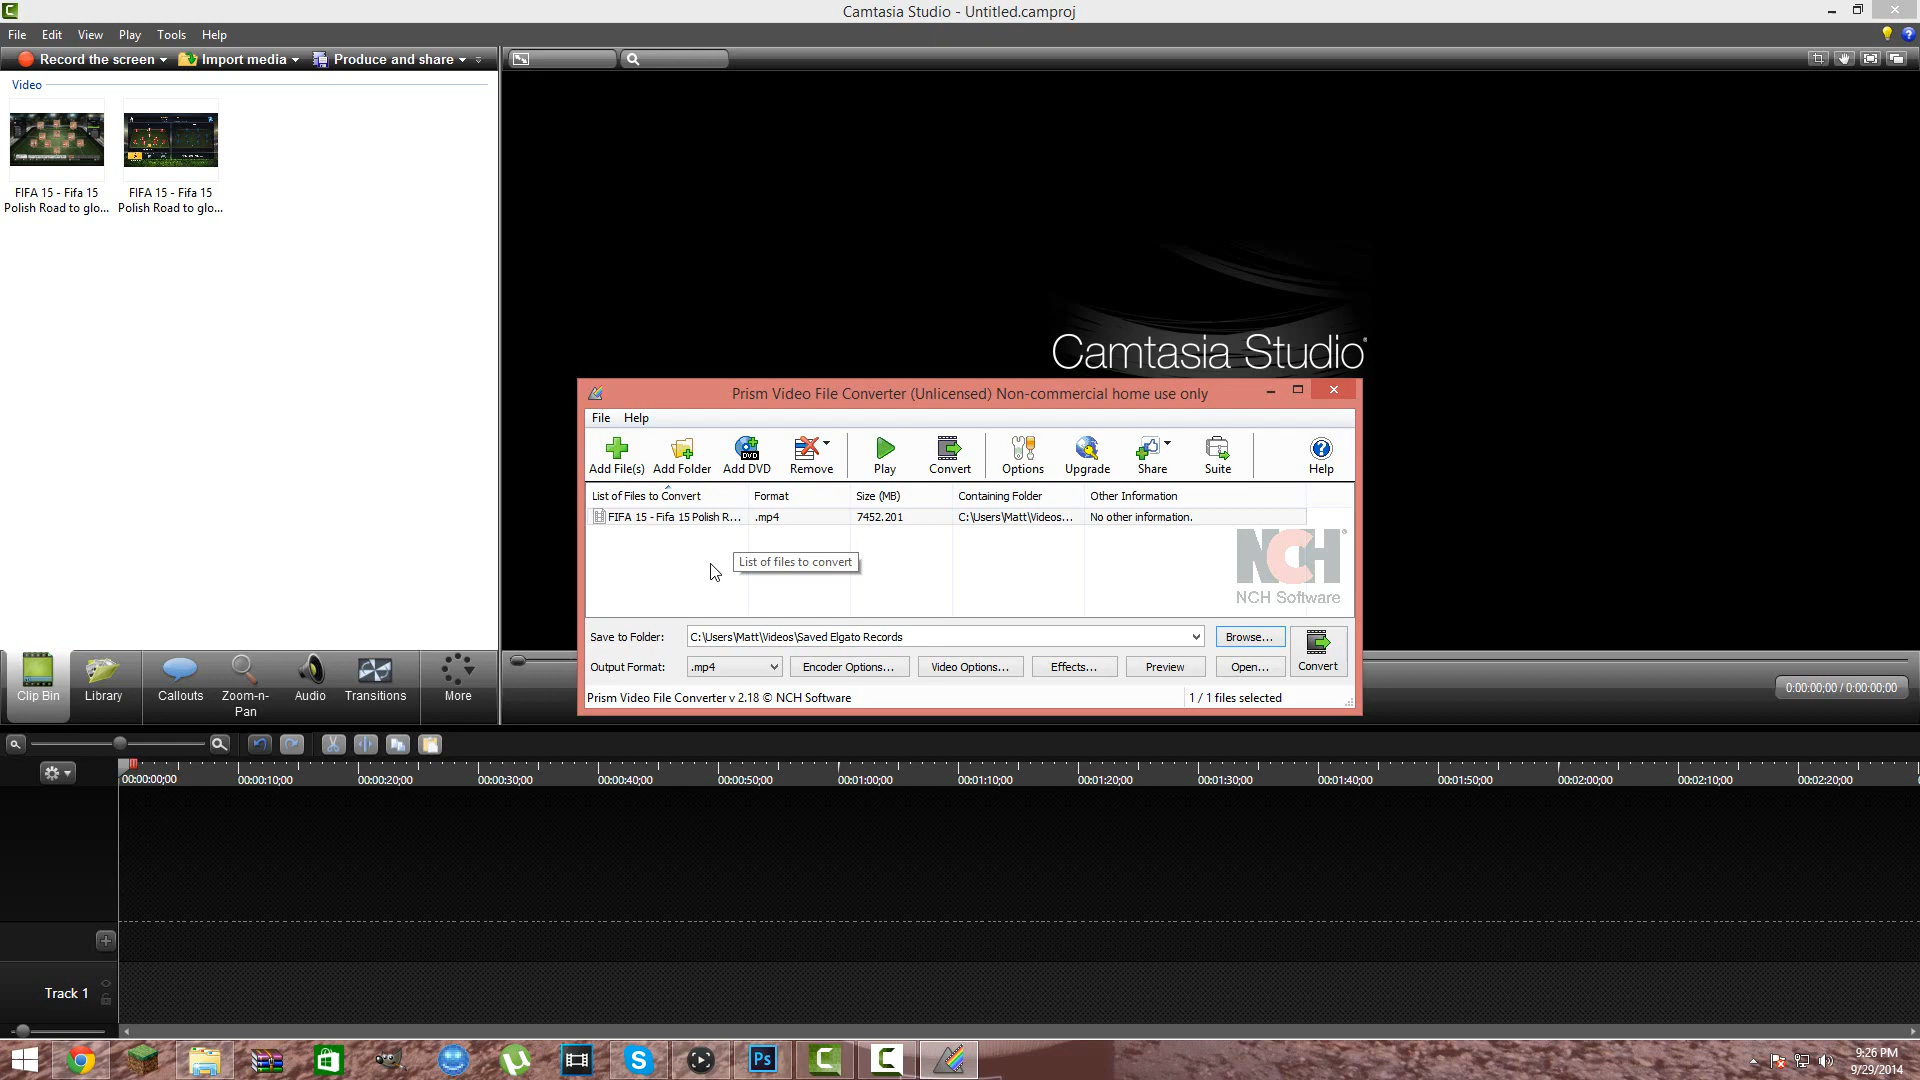 Camtasia Studio - Untitled.camproj
File Edit View Play Tools Help
Record the screen Import media Produce and share
Video
FIFA 15 - Fifa 15 Polish Road to glo...
FIFA 15 - Fifa 15 Polish Road to glo...
Camtasia Studio
Prism Video File Converter (Unlicensed) Non-commercial home use only
File Help
Add File(s) Add Folder Add DVD Remove Play Convert Options Upgrade Share Suite Help
List of Files to Convert Format Size (MB) Containing Folder Other Information
FIFA 15 - Fifa 15 Polish R... .mp4 7452.201 C:\Users\Matt\Videos... No other information.
List of files to convert
NCH
NCH Software
Save to Folder: C:\Users\Matt\Videos\Saved Elgato Records Browse...
Output Format: .mp4 Encoder Options... Video Options... Effects... Preview Open... Convert
Prism Video File Converter v 2.18 © NCH Software 1 / 1 files selected
Clip Bin Library Callouts Zoom-n-Pan Audio Transitions More
0:00:00;00 / 0:00:00;00
00:00:00;00 00:00:10;00 00:00:20;00 00:00:30;00 00:00:40;00 00:00:50;00 00:01:00;00 00:01:10;00 00:01:20;00 00:01:30;00 00:01:40;00 00:01:50;00 00:02:00;00 00:02:10;00 00:02:20;00
Track 1
Ps
9:26 PM
9/29/2014